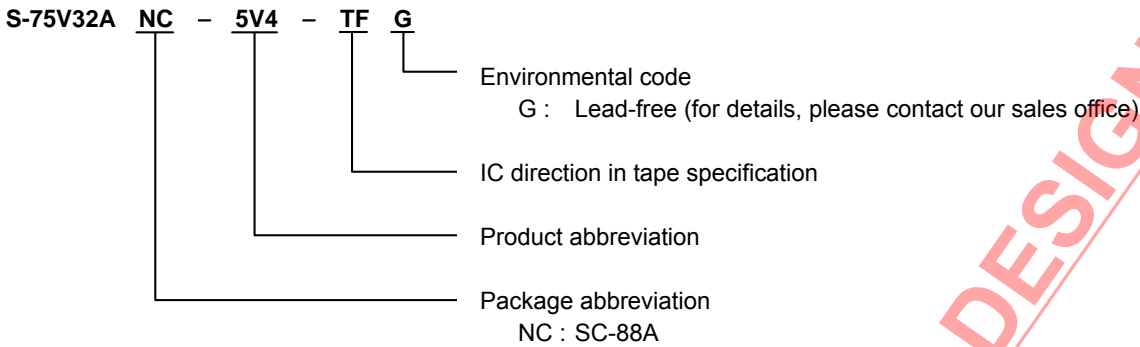 S-75V32A NC – 5V4 – TF G
Environmental code
G : Lead-free (for details, please contact our sales office)
IC direction in tape specification
Product abbreviation
Package abbreviation
NC : SC-88A
DESIGN